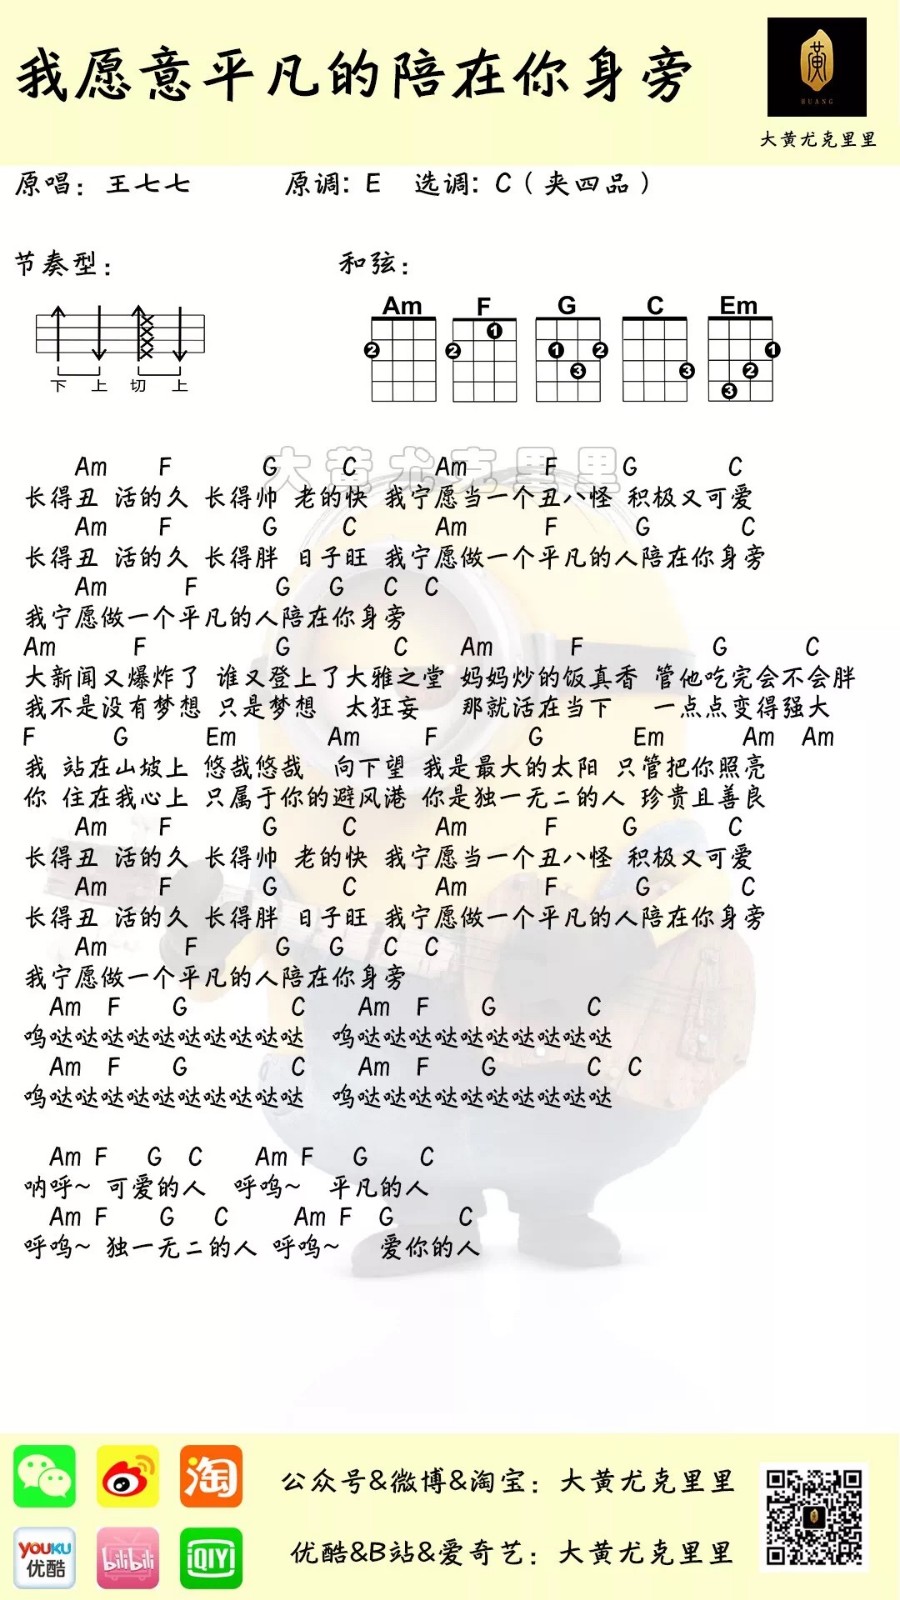 我愿意平凡的陪在你身旁
黄
HUANG
大黄尤克里里
原唱：王七七 原调: E 选调: C（夹四品）
节奏型： 和弦：
Am F G C Em
2 2 1 1 2 3 3 1 2 3
下 上 切 上
大黄尤克里里
Am F G C Am F G C
长得丑 活的久 长得帅 老的快 我宁愿当一个丑八怪 积极又可爱
Am F G C Am F G C
长得丑 活的久 长得胖 日子旺 我宁愿做一个平凡的人陪在你身旁
Am F G G C C
我宁愿做一个平凡的人陪在你身旁
Am F G C Am F G C
大新闻又爆炸了 谁又登上了大雅之堂 妈妈炒的饭真香 管他吃完会不会胖
我不是没有梦想 只是梦想 太狂妄 那就活在当下 一点点变得强大
F G Em Am F G Em Am Am
我 站在山坡上 悠哉悠哉 向下望 我是最大的太阳 只管把你照亮
你 住在我心上 只属于你的避风港 你是独一无二的人 珍贵且善良
Am F G C Am F G C
长得丑 活的久 长得帅 老的快 我宁愿当一个丑八怪 积极又可爱
Am F G C Am F G C
长得丑 活的久 长得胖 日子旺 我宁愿做一个平凡的人陪在你身旁
Am F G G C C
我宁愿做一个平凡的人陪在你身旁
Am F G C Am F G C
呜哒哒哒哒哒哒哒哒哒哒 呜哒哒哒哒哒哒哒哒哒哒
Am F G C Am F G C C
呜哒哒哒哒哒哒哒哒哒哒 呜哒哒哒哒哒哒哒哒哒哒
Am F G C Am F G C
呐呼~ 可爱的人 呼呜~ 平凡的人
Am F G C Am F G C
呼呜~ 独一无二的人 呼呜~ 爱你的人
淘
公众号&微博&淘宝：大黄尤克里里
YOUKU
优酷
bilibili
iQIYI
优酷&B站&爱奇艺：大黄尤克里里